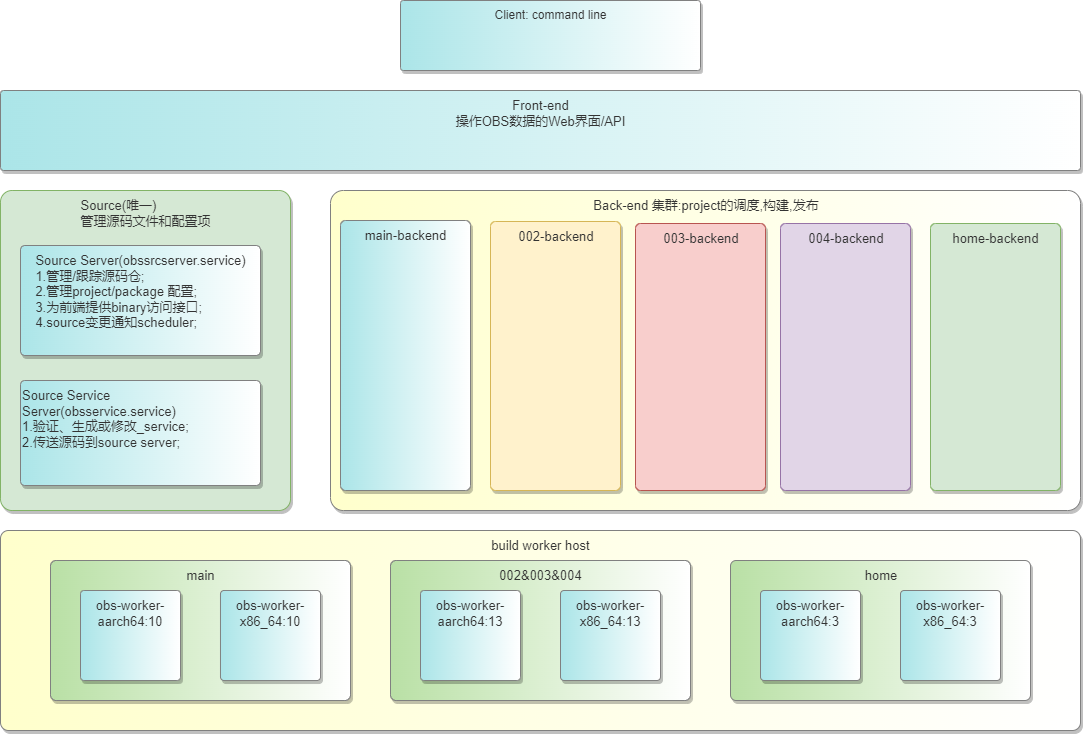 Client: command line
Front-end
操作OBS数据的Web界面/API
Source(唯一)
管理源码文件和配置项
Source Server(obssrcserver.service)
1.管理/跟踪源码仓;
2.管理project/package 配置;
3.为前端提供binary访问接口;
4.source变更通知scheduler;
Source Service
Server(obsservice.service)
1.验证、生成或修改_service;
2.传送源码到source server;
Back-end 集群:project的调度,构建,发布
main-backend
002-backend
003-backend
004-backend
home-backend
build worker host
main
obs-worker-
aarch64:10
obs-worker-
x86_64:10
002&003&004
obs-worker-
aarch64:13
obs-worker-
x86_64:13
home
obs-worker-
aarch64:3
obs-worker-
x86_64:3